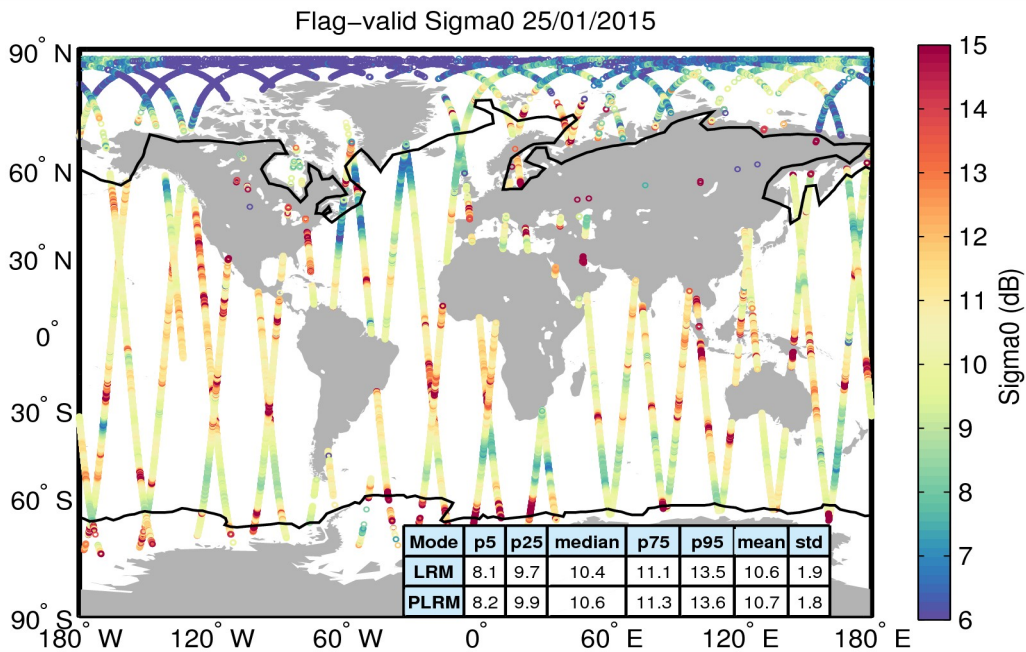 Flag−valid Sigma0 25/01/2015
90° N
60° N
30° N
0°
30° S
60° S
90° S
180° W
120° W
60° W
0°
60° E
120° E
180° E
15
14
13
12
11
10
9
8
7
6
Sigma0 (dB)
Mode p5 p25 median p75 p95 mean std
LRM 8.1 9.7 10.4 11.1 13.5 10.6 1.9
PLRM 8.2 9.9 10.6 11.3 13.6 10.7 1.8